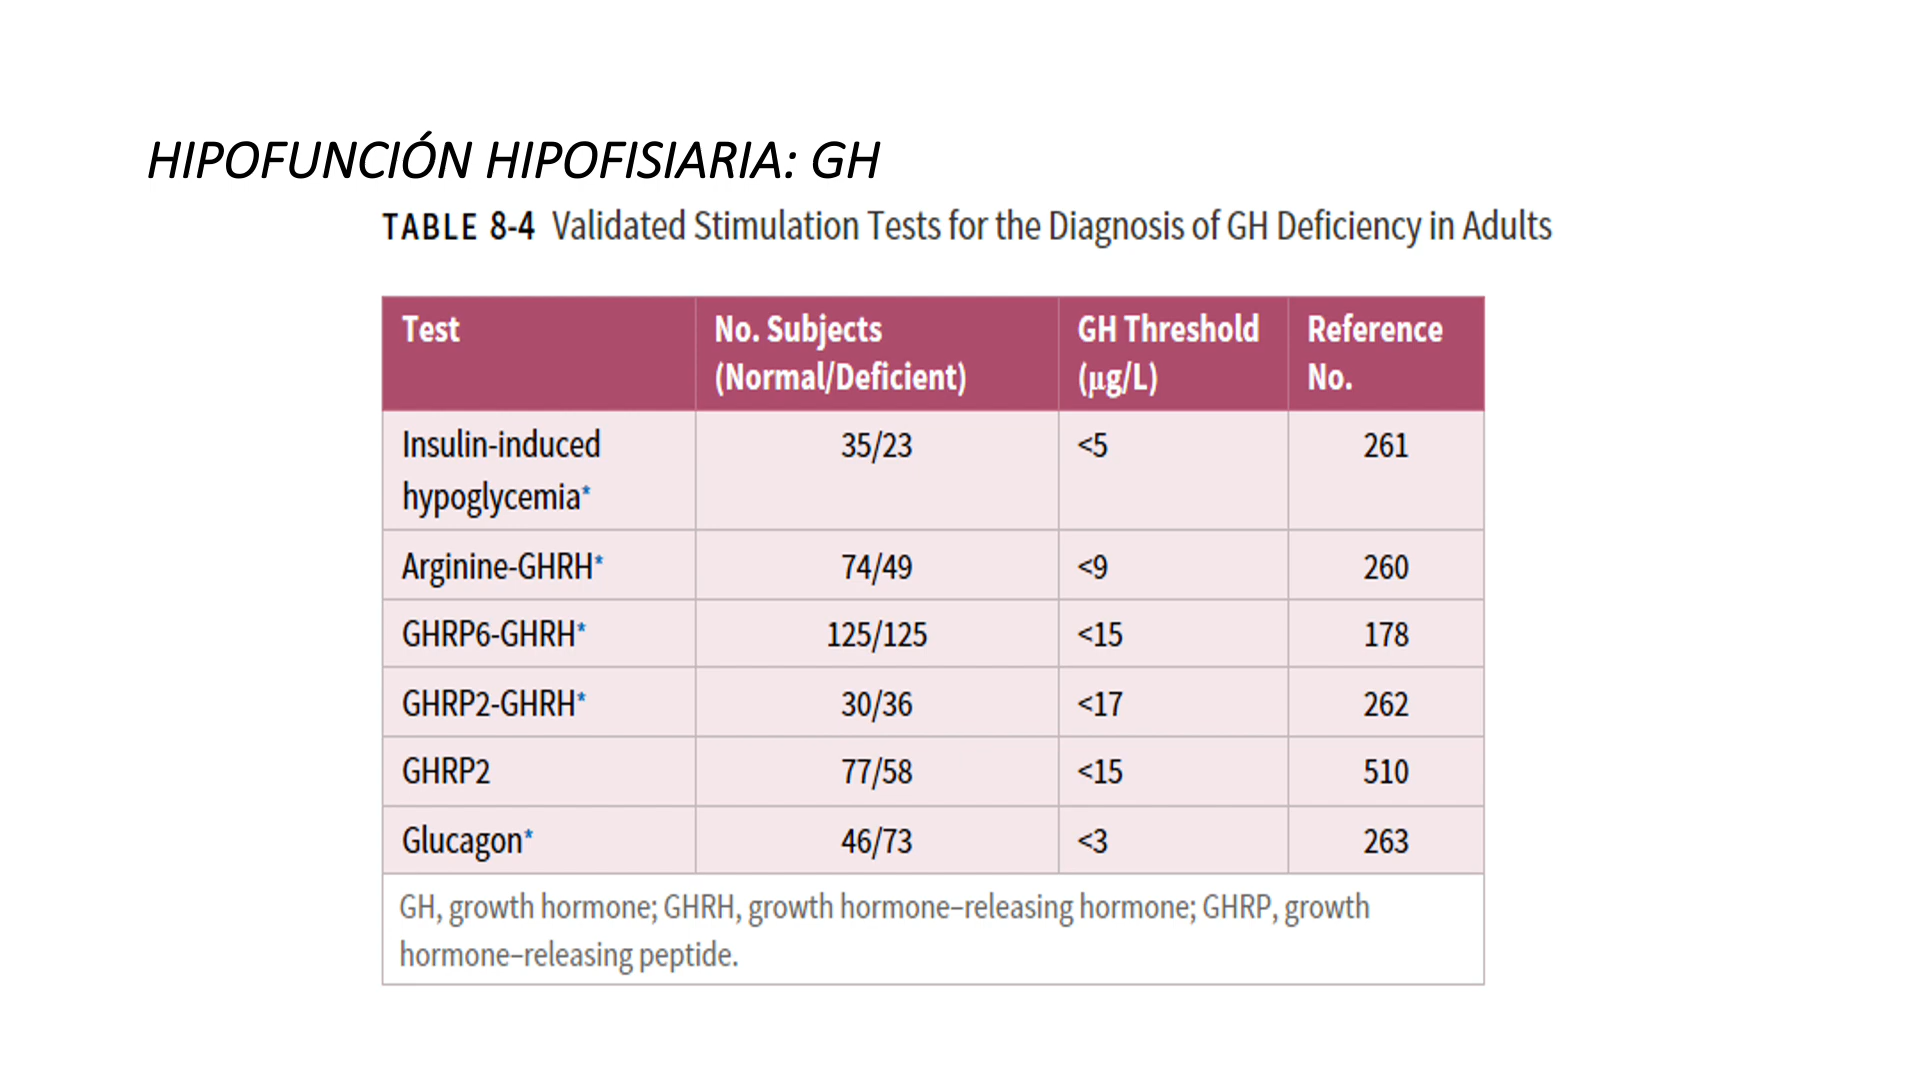 HIPOFUNCIÓN HIPOFISIARIA: GH
TABLE 8-4 Validated Stimulation Tests for the Diagnosis of GH Deficiency in Adults
Test No. Subjects (Normal/Deficient) GH Threshold (µg/L) Reference No.
Insulin-induced hypoglycemia* 35/23 <5 261
Arginine-GHRH* 74/49 <9 260
GHRP6-GHRH* 125/125 <15 178
GHRP2-GHRH* 30/36 <17 262
GHRP2 77/58 <15 510
Glucagon* 46/73 <3 263
GH, growth hormone; GHRH, growth hormone–releasing hormone; GHRP, growth
hormone–releasing peptide.